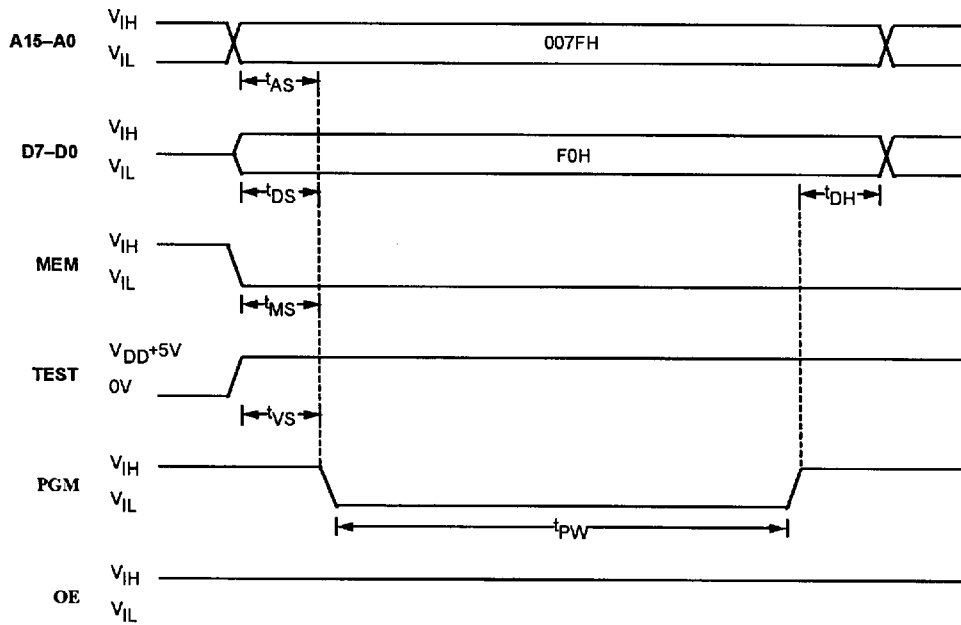 A15–A0 VIH 007FH
VIL
tAS
D7–D0 VIH F0H
VIL
tDS tDH
MEM VIH
VIL
tMS
TEST VDD+5V
0V
tVS
PGM VIH
VIL
tPW
OE VIH
VIL